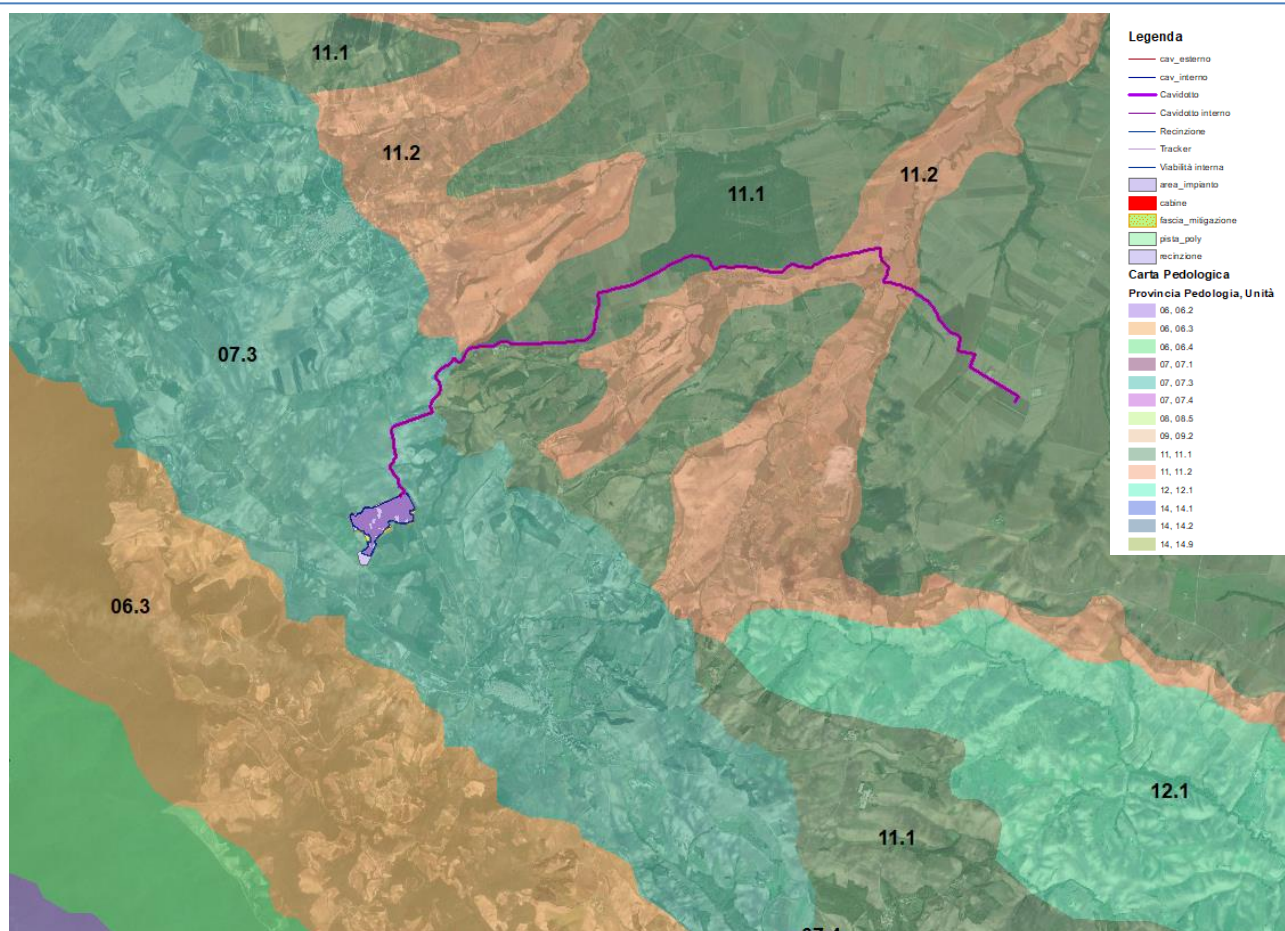 11.1
11.2
11.1
11.2
07.3
06.3
12.1
11.1
Legenda
cav_esterno
cav_interno
Cavidotto
Cavidotto interno
Recinzione
Tracker
Viabilità interna
area_impianto
cabine
fascia_mitigazione
pista_poly
recinzione
Carta Pedologica
Provincia Pedologia, Unità
06, 06.2
06, 06.3
06, 06.4
07, 07.1
07, 07.3
07, 07.4
08, 08.5
09, 09.2
11, 11.1
11, 11.2
12, 12.1
14, 14.1
14, 14.2
14, 14.9